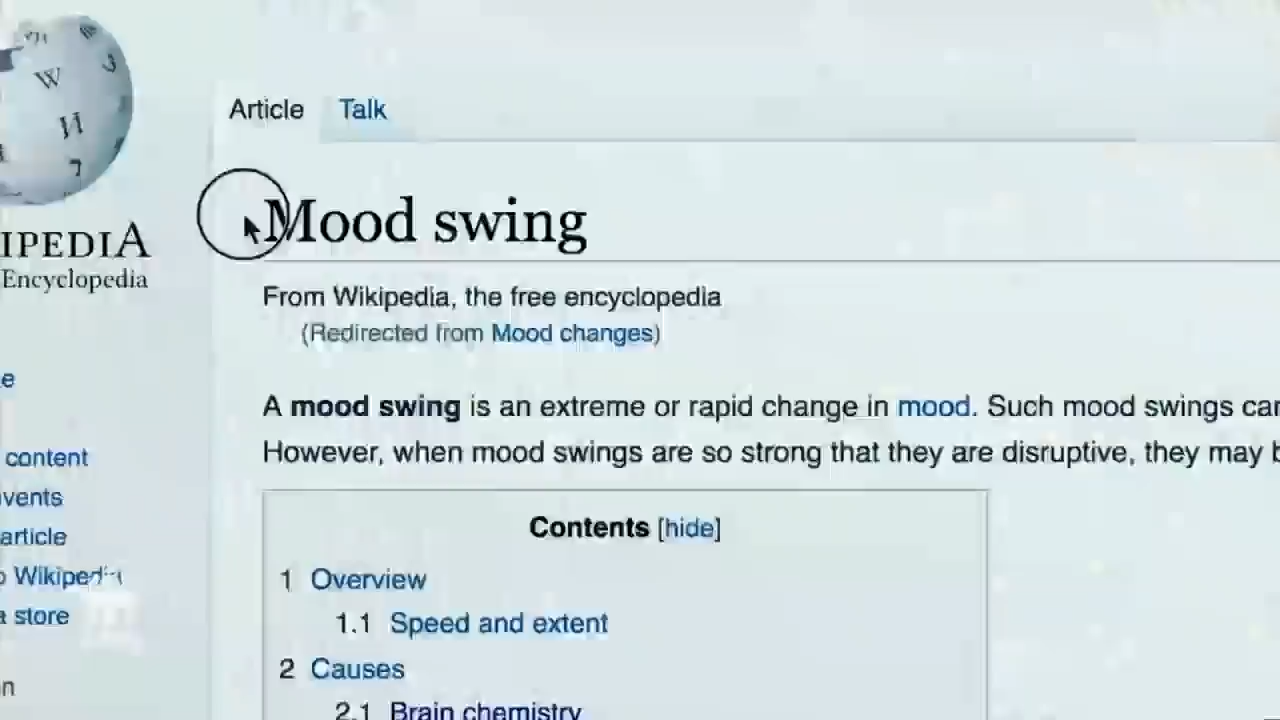 Article Talk
Mood swing
IPEDIA
Encyclopedia
From Wikipedia, the free encyclopedia
(Redirected from Mood changes)
A mood swing is an extreme or rapid change in mood. Such mood swings can
However, when mood swings are so strong that they are disruptive, they may b
content
article
Wikipedia
store
Contents [hide]
1 Overview
1.1 Speed and extent
2 Causes
2.1 Brain chemistry